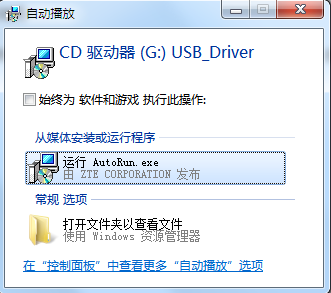 自动播放
CD 驱动器 (G:) USB_Driver
始终为 软件和游戏 执行此操作:
从媒体安装或运行程序
运行 AutoRun.exe
由 ZTE CORPORATION 发布
常规 选项
打开文件夹以查看文件
使用 Windows 资源管理器
在“控制面板”中查看更多“自动播放”选项